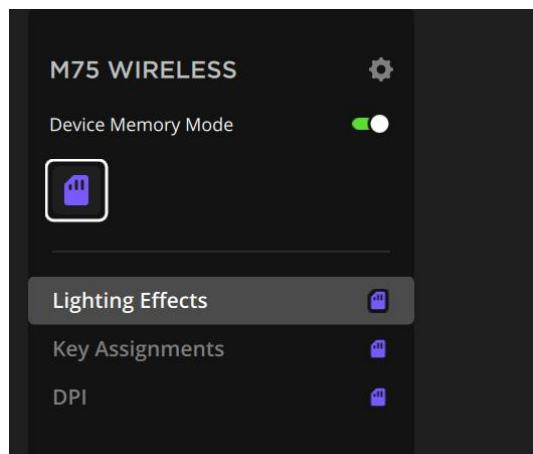 M75 WIRELESS
Device Memory Mode
Lighting Effects
Key Assignments
DPI